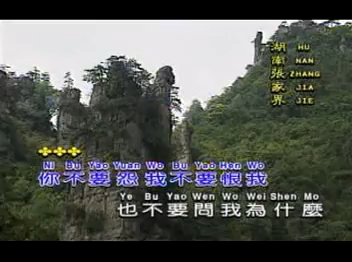 湖 HU
南 NAN
張 ZHANG
家 JIA
界 JIE
Ni Bu Yao Yuan Wo Bu Yao Hen Wo
你不要怨我不要恨我
Ye Bu Yao Wen Wo Wei Shen Mo
也不要問我為什麼